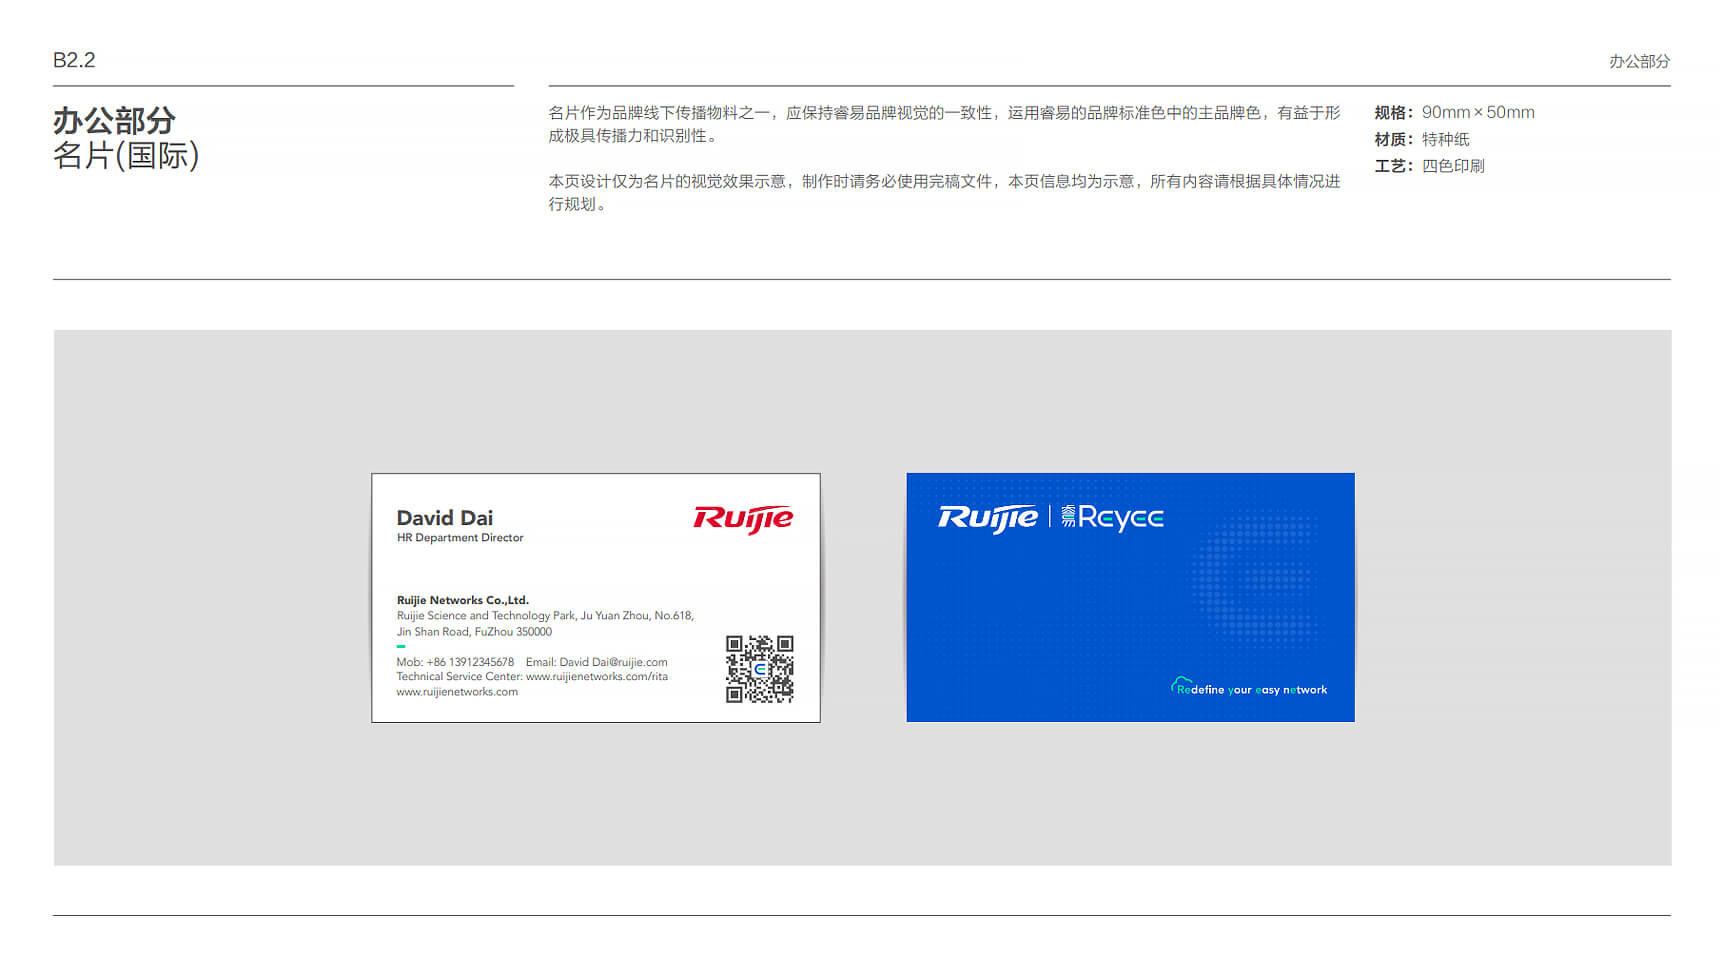 B2.2
办公部分
办公部分
名片(国际)
名片作为品牌线下传播物料之一，应保持睿易品牌视觉的一致性，运用睿易的品牌标准色中的主品牌色，有益于形
成极具传播力和识别性。
本页设计仅为名片的视觉效果示意，制作时请务必使用完稿文件，本页信息均为示意，所有内容请根据具体情况进
行规划。
规格：90mm×50mm
材质：特种纸
工艺：四色印刷
David Dai
HR Department Director
Ruijie
Ruijie Networks Co.,Ltd.
Ruijie Science and Technology Park, Ju Yuan Zhou, No.618,
Jin Shan Road, FuZhou 350000
Mob: +86 13912345678 Email: David Dai@ruijie.com
Technical Service Center: www.ruijienetworks.com/rita
www.ruijienetworks.com
Ruijie | 睿易 Reyee
Redefine your easy network